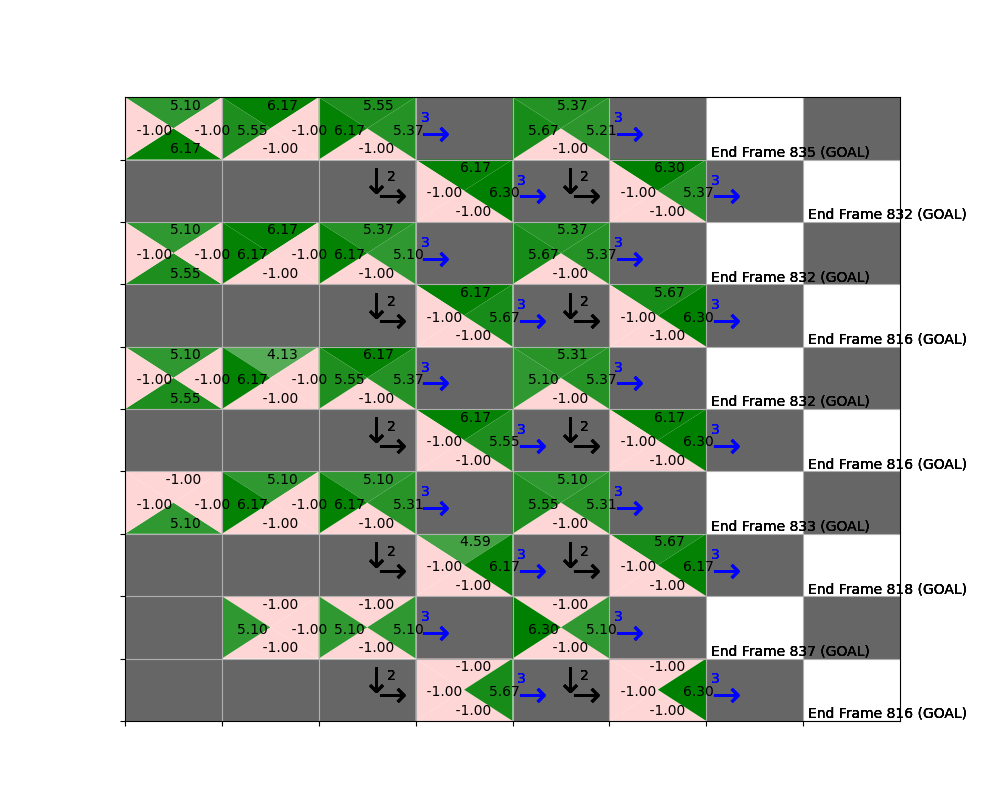 5.10 6.17 5.55 3 5.37 3
-1.00 -1.00 5.55 -1.00 6.17 5.37 5.67 5.21
6.17 -1.00 -1.00 -1.00 End Frame 835 (GOAL)
2 6.17 3 2 6.30 3
-1.00 6.30 -1.00 5.37
-1.00 -1.00 End Frame 832 (GOAL)
5.10 6.17 5.37 3 5.37 3
-1.00 -1.00 6.17 -1.00 6.17 5.10 5.67 5.37
5.55 -1.00 -1.00 -1.00 End Frame 832 (GOAL)
2 6.17 3 2 5.67 3
-1.00 5.67 -1.00 6.30
-1.00 -1.00 End Frame 816 (GOAL)
5.10 4.13 6.17 3 5.31 3
-1.00 -1.00 6.17 -1.00 5.55 5.37 5.10 5.37
5.55 -1.00 -1.00 -1.00 End Frame 832 (GOAL)
2 6.17 3 2 6.17 3
-1.00 5.55 -1.00 6.30
-1.00 -1.00 End Frame 816 (GOAL)
-1.00 5.10 5.10 3 5.10 3
-1.00 -1.00 6.17 -1.00 6.17 5.31 5.55 5.31
5.10 -1.00 -1.00 -1.00 End Frame 833 (GOAL)
2 4.59 3 2 5.67 3
-1.00 6.17 -1.00 6.17
-1.00 -1.00 End Frame 818 (GOAL)
-1.00 -1.00 3 -1.00 3
5.10 -1.00 5.10 5.10 6.30 5.10
-1.00 -1.00 -1.00 End Frame 837 (GOAL)
2 -1.00 3 2 -1.00 3
-1.00 5.67 -1.00 6.30
-1.00 -1.00 End Frame 816 (GOAL)